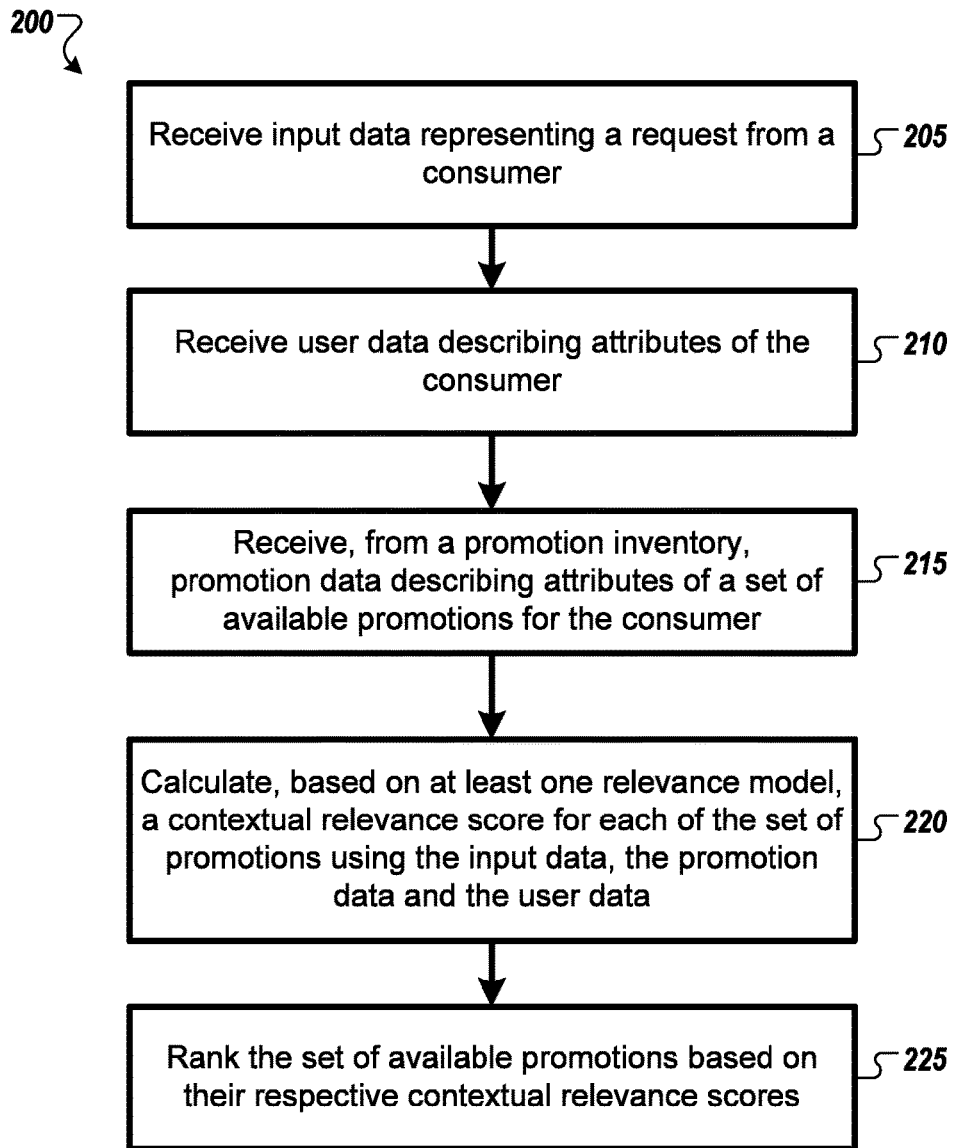 200
Receive input data representing a request from a
consumer
205
Receive user data describing attributes of the
consumer
210
Receive, from a promotion inventory,
promotion data describing attributes of a set of
available promotions for the consumer
215
Calculate, based on at least one relevance model,
a contextual relevance score for each of the set of
promotions using the input data, the promotion
data and the user data
220
Rank the set of available promotions based on
their respective contextual relevance scores
225